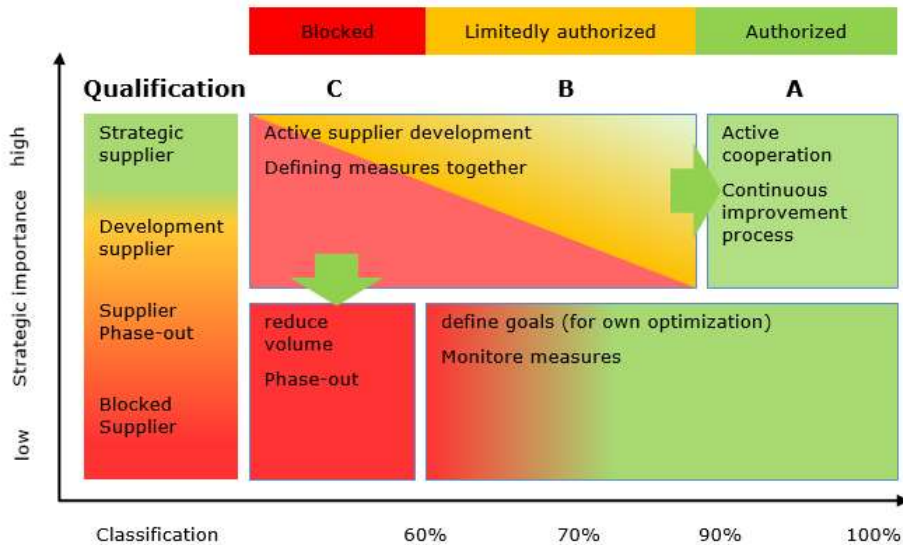 Blocked
Limitedly authorized
Authorized
Qualification
C
B
A
Strategic importance
high
low
Strategic
supplier
Development
supplier
Supplier
Phase-out
Blocked
Supplier
Active supplier development
Defining measures together
Active
cooperation
Continuous
improvement
process
reduce
volume
Phase-out
define goals (for own optimization)
Monitore measures
Classification
60%
70%
90%
100%